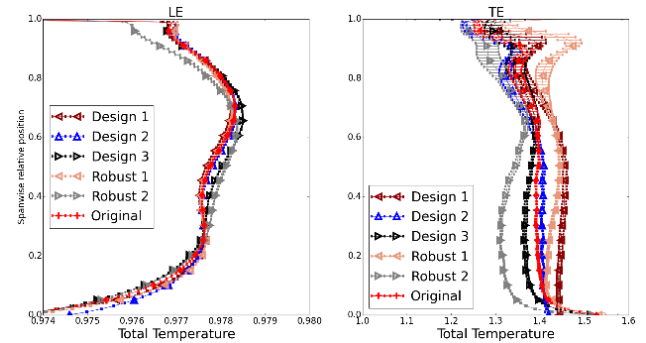 LE
1.0
0.8
0.6
0.4
0.2
0.0
Spanwise relative position
Design 1
Design 2
Design 3
Robust 1
Robust 2
Original
0.974 0.975 0.976 0.977 0.978 0.979 0.980
Total Temperature
TE
1.0
0.8
0.6
0.4
0.2
0.0
Design 1
Design 2
Design 3
Robust 1
Robust 2
Original
1.0 1.1 1.2 1.3 1.4 1.5 1.6
Total Temperature